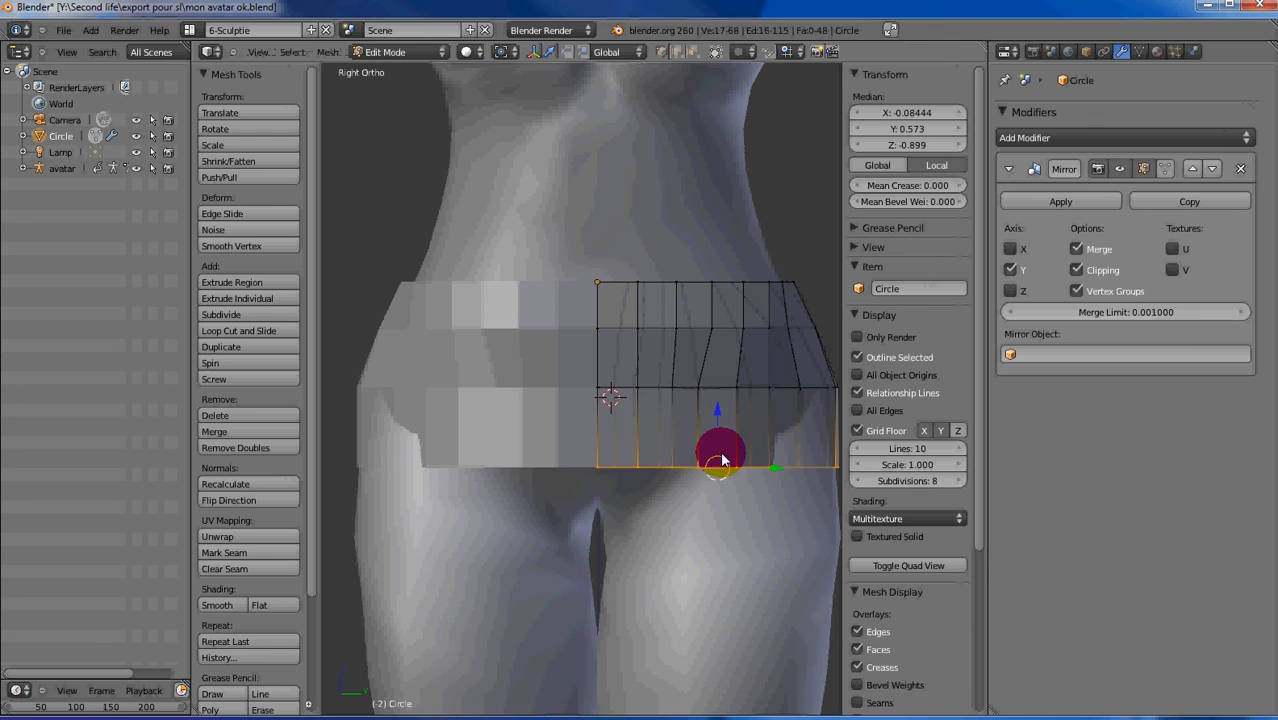 Blender* [Y:\Second life\export pour sl\mon avatar ok.blend]
File Add Render Help 6-Sculptie Scene Blender Render blender.org 260 | Ve:17-68 | Ed:16-115 | Fa:0-48 | Circle
View Search All Scenes
Scene
RenderLayers
World
Camera
Circle
Lamp
avatar
View Frame Playback
50 100 150 200
Mesh Tools
Transform:
Translate
Rotate
Scale
Shrink/Fatten
Push/Pull
Deform:
Edge Slide
Noise
Smooth Vertex
Add:
Extrude Region
Extrude Individual
Subdivide
Loop Cut and Slide
Duplicate
Spin
Screw
Remove:
Delete
Merge
Remove Doubles
Normals:
Recalculate
Flip Direction
UV Mapping:
Unwrap
Mark Seam
Clear Seam
Shading:
Smooth Flat
Repeat:
Repeat Last
History...
Grease Pencil:
Draw Line
Poly Erase
Mesh Edit Mode Global
Right Ortho
Y
(-2) Circle
Transform
Median:
X: -0.08444
Y: 0.573
Z: -0.899
Global Local
Mean Crease: 0.000
Mean Bevel Wei: 0.000
Grease Pencil
View
Item
Circle
Display
Only Render
Outline Selected
All Object Origins
Relationship Lines
All Edges
Grid Floor X Y Z
Lines: 10
Scale: 1.000
Subdivisions: 8
Shading:
Multitexture
Textured Solid
Toggle Quad View
Mesh Display
Overlays:
Edges
Faces
Creases
Bevel Weights
Seams
Circle
Modifiers
Add Modifier
Mirror
Apply Copy
Axis: Options: Textures:
X Merge U
Y Clipping V
Z Vertex Groups
Merge Limit: 0.001000
Mirror Object: